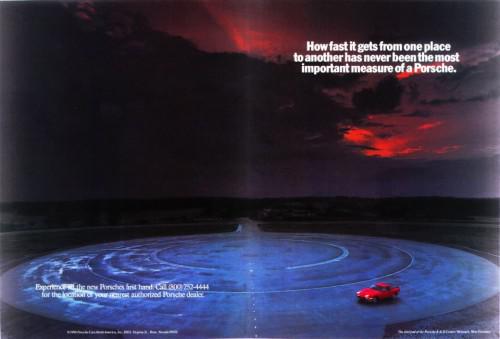 How fast it gets from one place
to another has never been the most
important measure of a Porsche.
Experience all the new Porsches first hand. Call (800) 252-4444
for the location of your nearest authorized Porsche dealer.